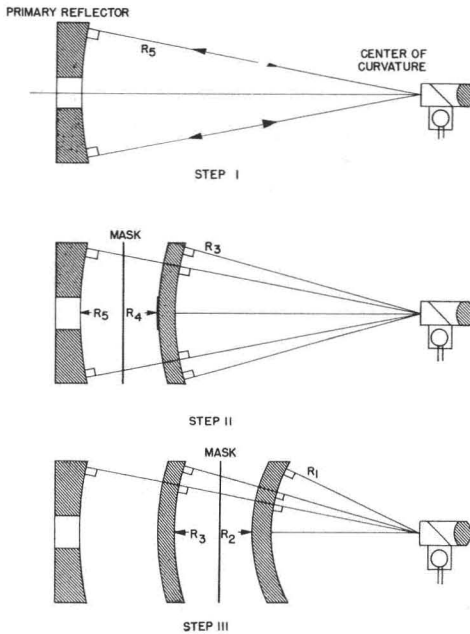 PRIMARY REFLECTOR
R5
CENTER OF
CURVATURE
STEP I
MASK
R3
R5
R4
STEP II
MASK
R1
R3
R2
STEP III